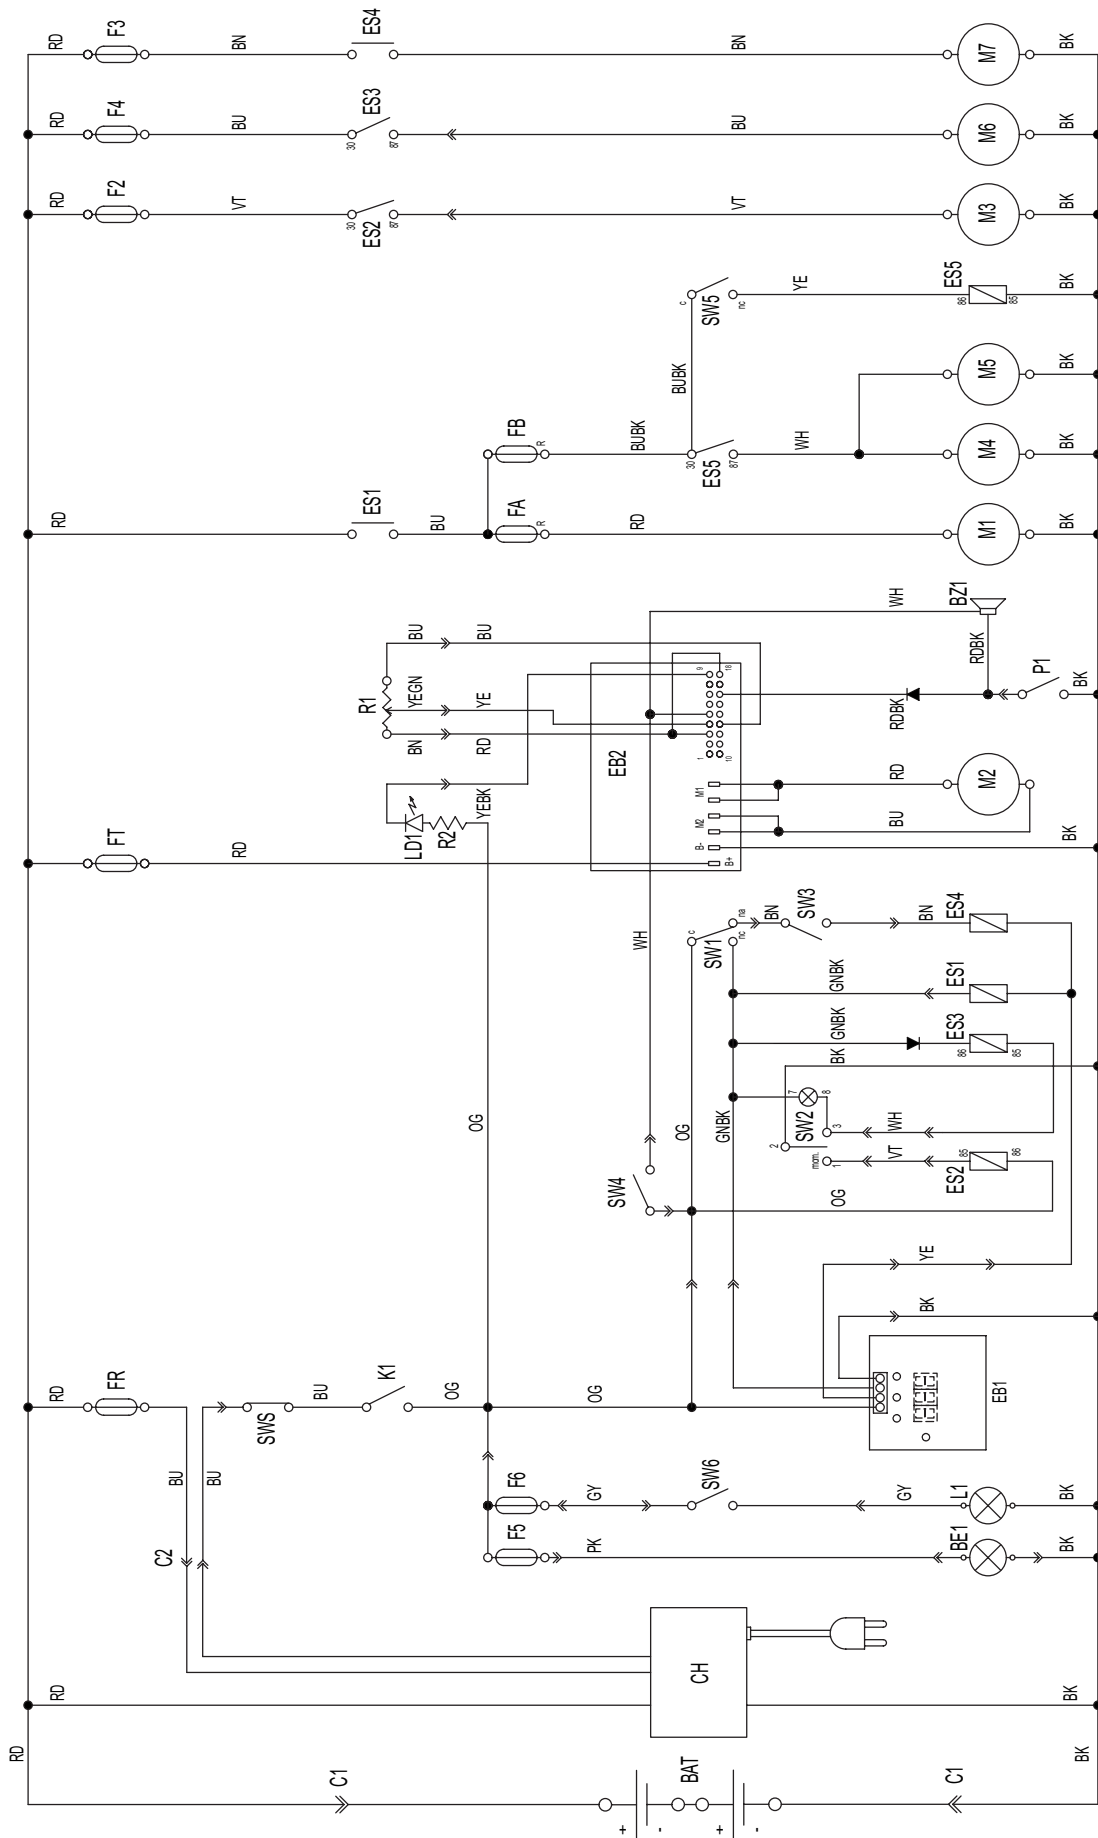 RD
F3
BN
ES4
BN
M7
BK
RD
F4
BU
30
ES3
87
BU
M6
BK
RD
F2
VT
30
ES2
87
VT
M3
BK
c
SW5
nc
YE
86
ES5
85
BK
BUBK
M5
BK
FB
R
BUBK
30
ES5
87
WH
M4
BK
RD
ES1
BU
FA
R
RD
M1
BK
WH
BZ1
RDBK
P1
BK
RDBK
R1
BU
BU
YEGN
YE
BN
RD
EB2
9
18
1
10
M1
M2
B-
B+
RD
M2
BU
BK
LD1
R2
YEBK
FT
RD
WH
c
SW1
na
nc
BN
SW3
BN
ES4
GNBK
ES1
GNBK
86
ES3
85
BK
7
8
SW2
2
3
WH
mom.
1
VT
85
ES2
86
OG
OG
GNBK
OG
SW4
YE
BK
EB1
RD
FR
SWS
BU
K1
OG
OG
BU
BU
C2
F6
GY
SW6
GY
L1
BK
F5
PK
BE1
BK
RD
CH
BK
RD
C1
+
-
BAT
+
-
C1
BK